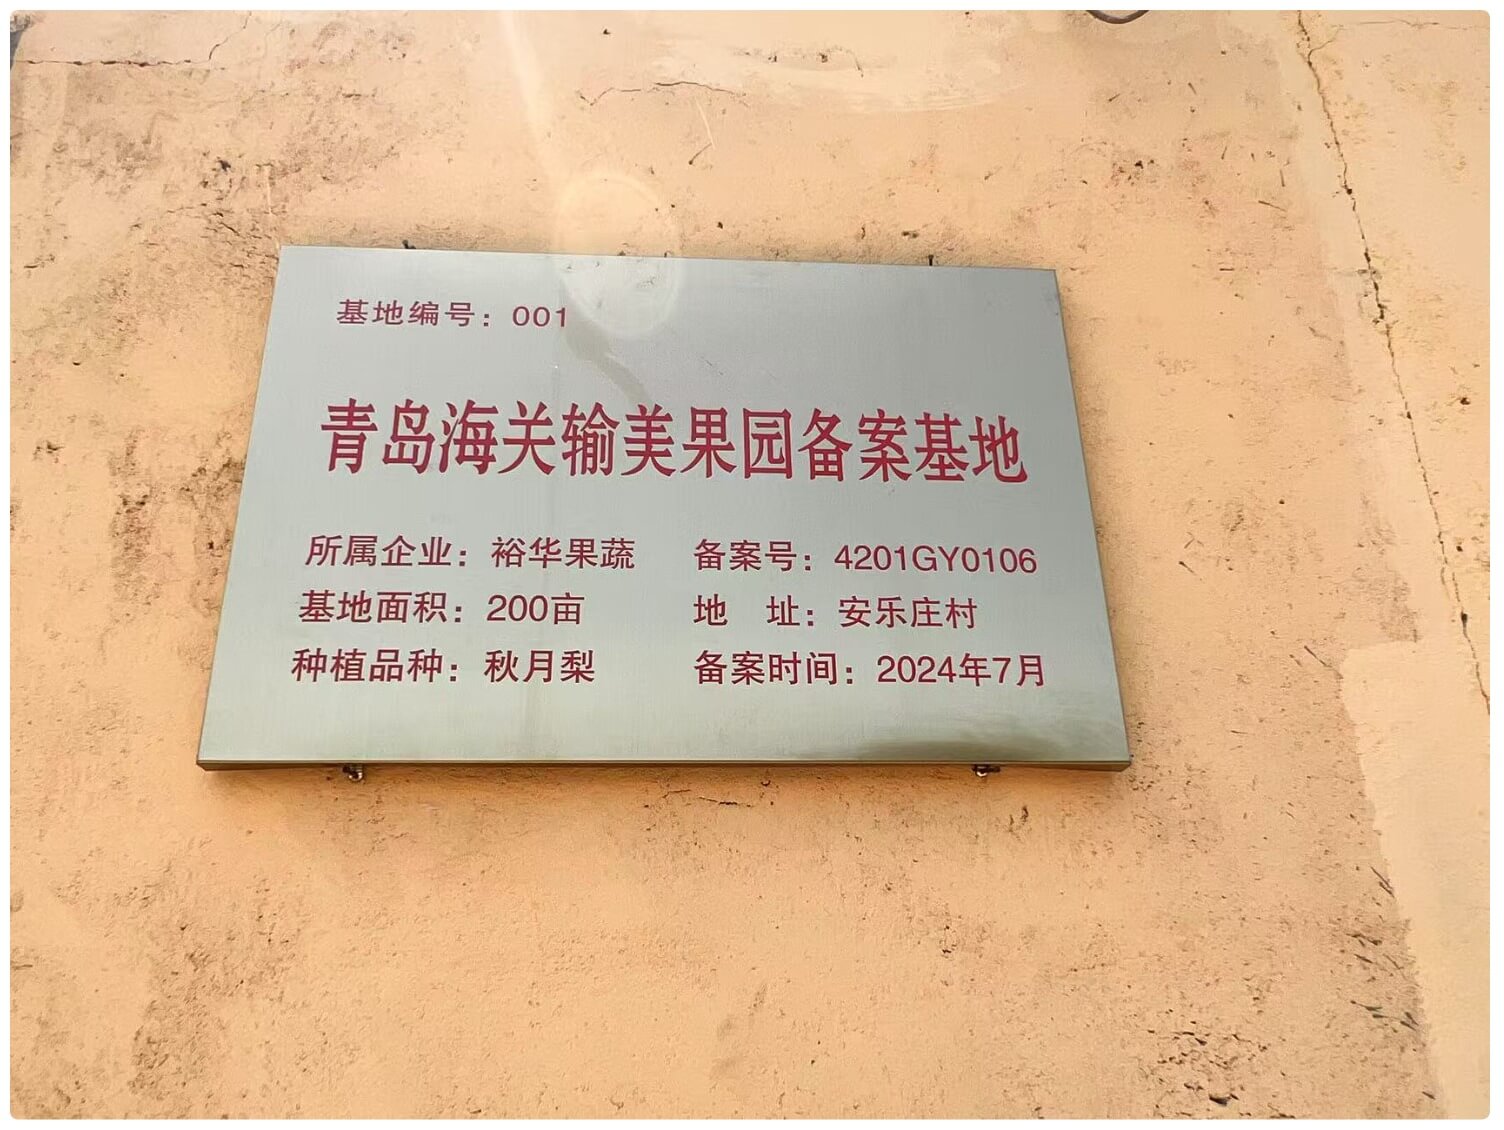 基地编号：001
青岛海关输美果园备案基地
所属企业：裕华果蔬 备案号：4201GY0106
基地面积：200亩 地 址：安乐庄村
种植品种：秋月梨 备案时间：2024年7月